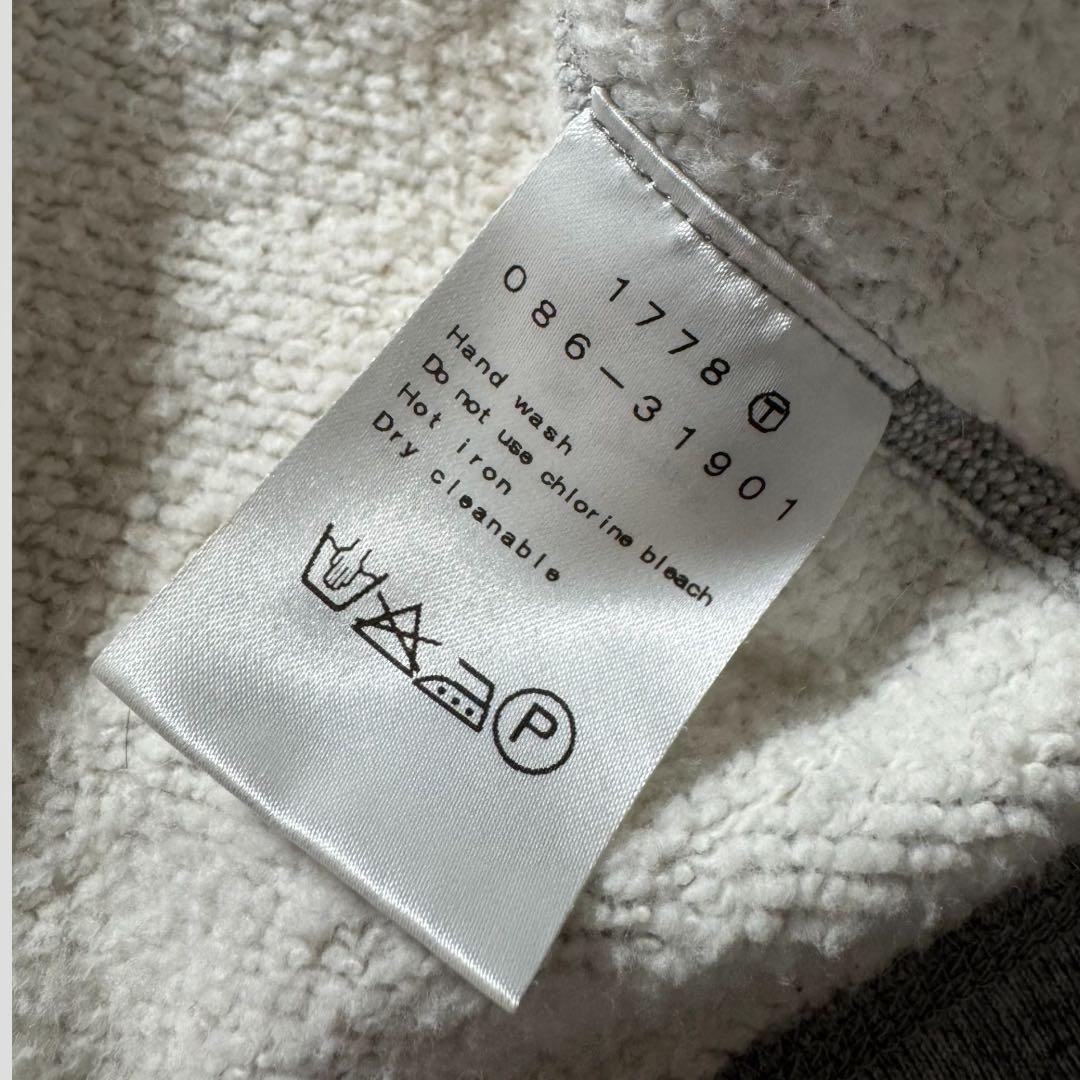 1778 Ⓣ
086-31901
Hand wash
Do not use chlorine bleach
Hot iron
Dry cleanable
P